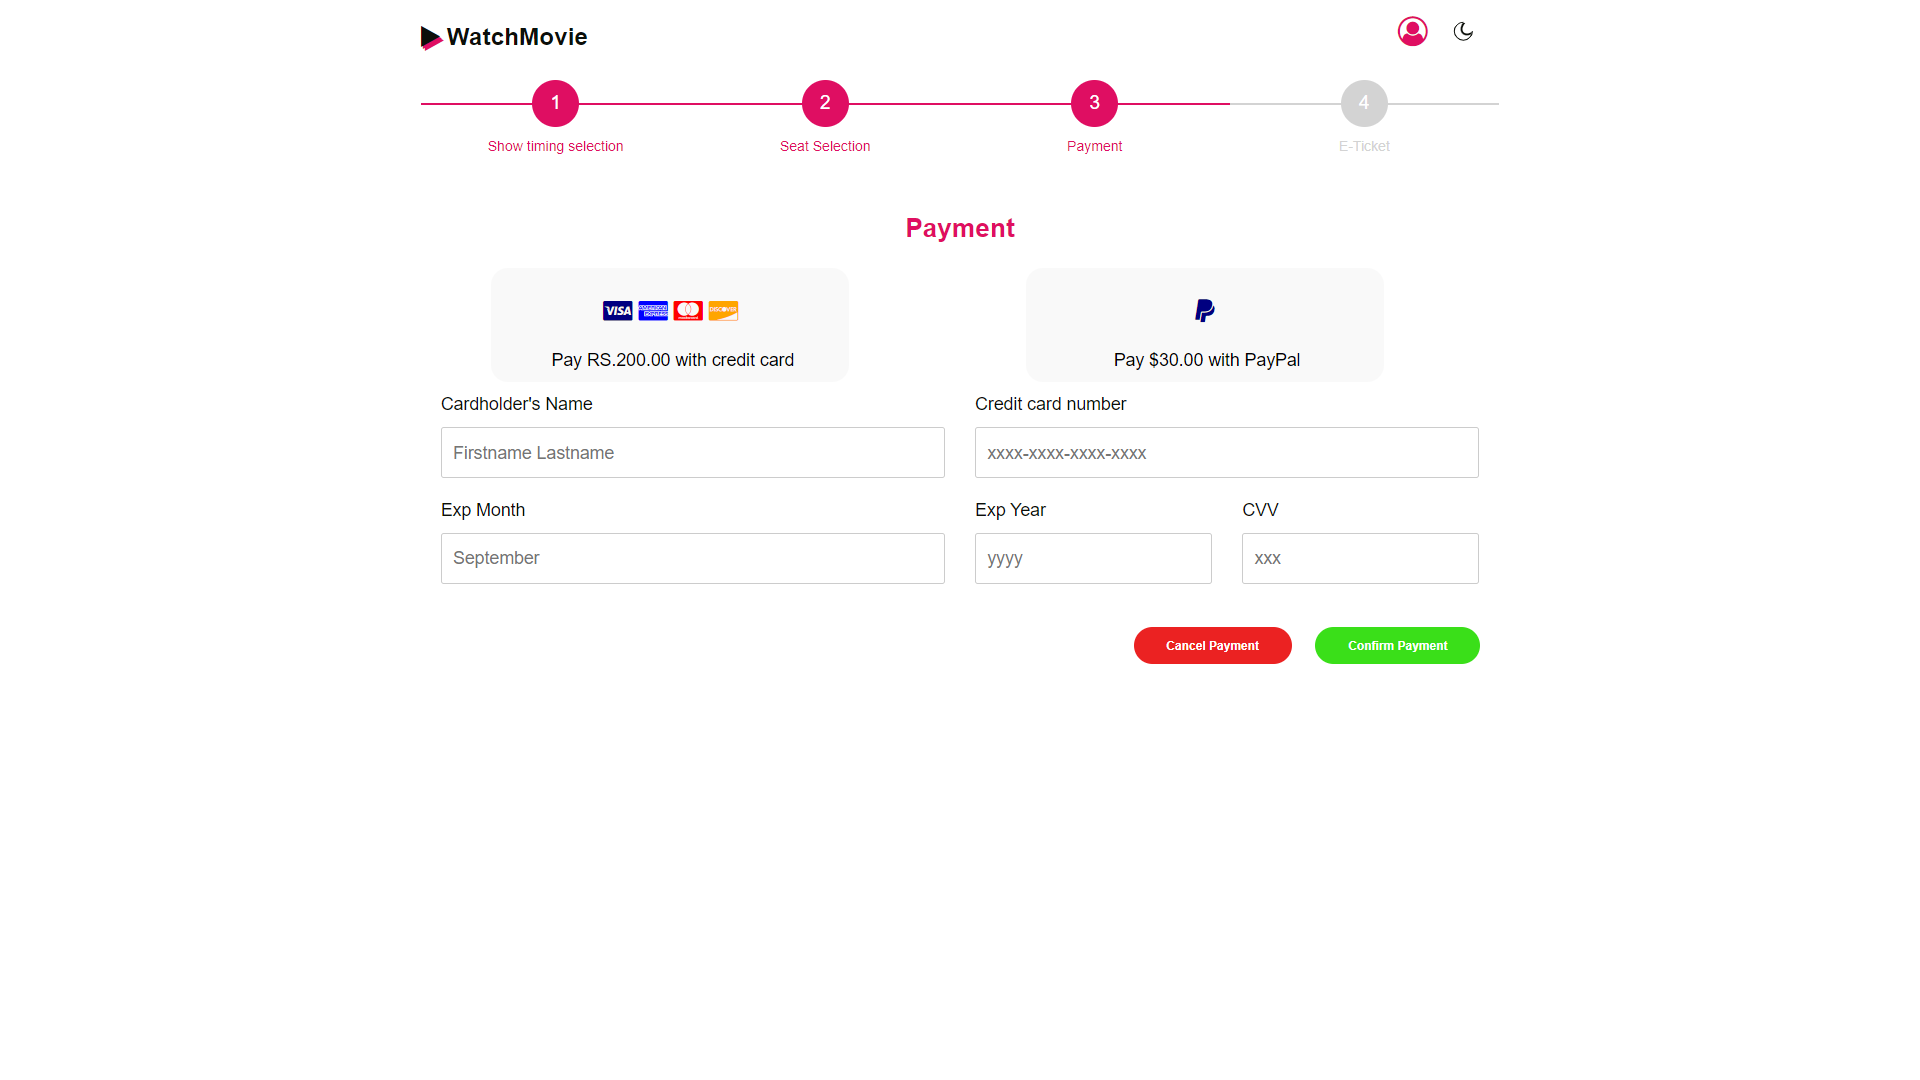 WatchMovie
1
2
3
4
Show timing selection
Seat Selection
Payment
E-Ticket
Payment
VISA
DISCOVER
Pay RS.200.00 with credit card
Pay $30.00 with PayPal
Cardholder's Name
Credit card number
Firstname Lastname
xxxx-xxxx-xxxx-xxxx
Exp Month
Exp Year
CVV
September
yyyy
xxx
Cancel Payment
Confirm Payment